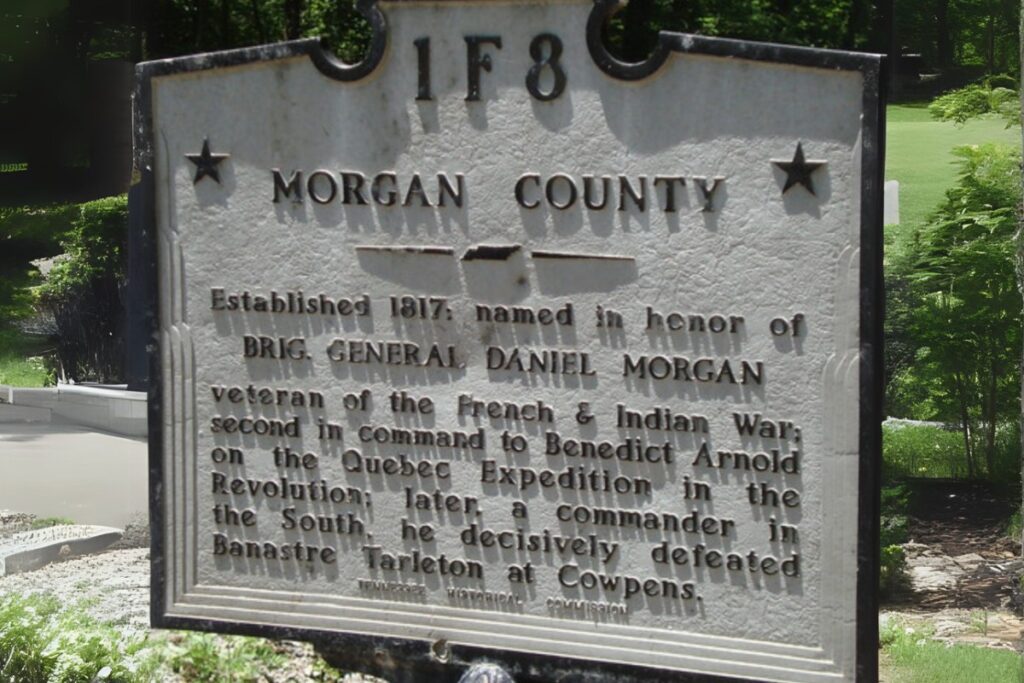 1F8
MORGAN COUNTY
Established 1817; named in honor of
BRIG. GENERAL DANIEL MORGAN
veteran of the French & Indian War;
second in command to Benedict Arnold
on the Quebec Expedition in the
Revolution; later, a commander in
the South, he decisively defeated
Banastre Tarleton at Cowpens.
TENNESSEE HISTORICAL COMMISSION